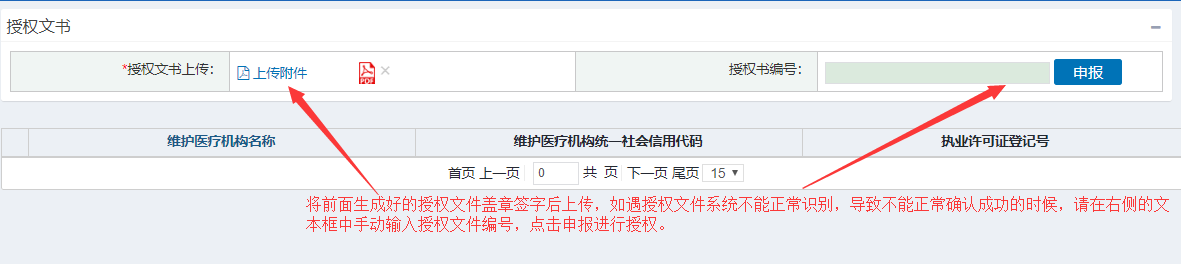 授权文书
*授权文书上传： 上传附件 PDF 授权书编号： 申报
维护医疗机构名称 维护医疗机构统一社会信用代码 执业许可证登记号
首页 上一页 0 共 页 下一页 尾页 15
将前面生成好的授权文件盖章签字后上传，如遇授权文件系统不能正常识别，导致不能正常确认成功的时候，请在右侧的文
本框中手动输入授权文件编号，点击申报进行授权。